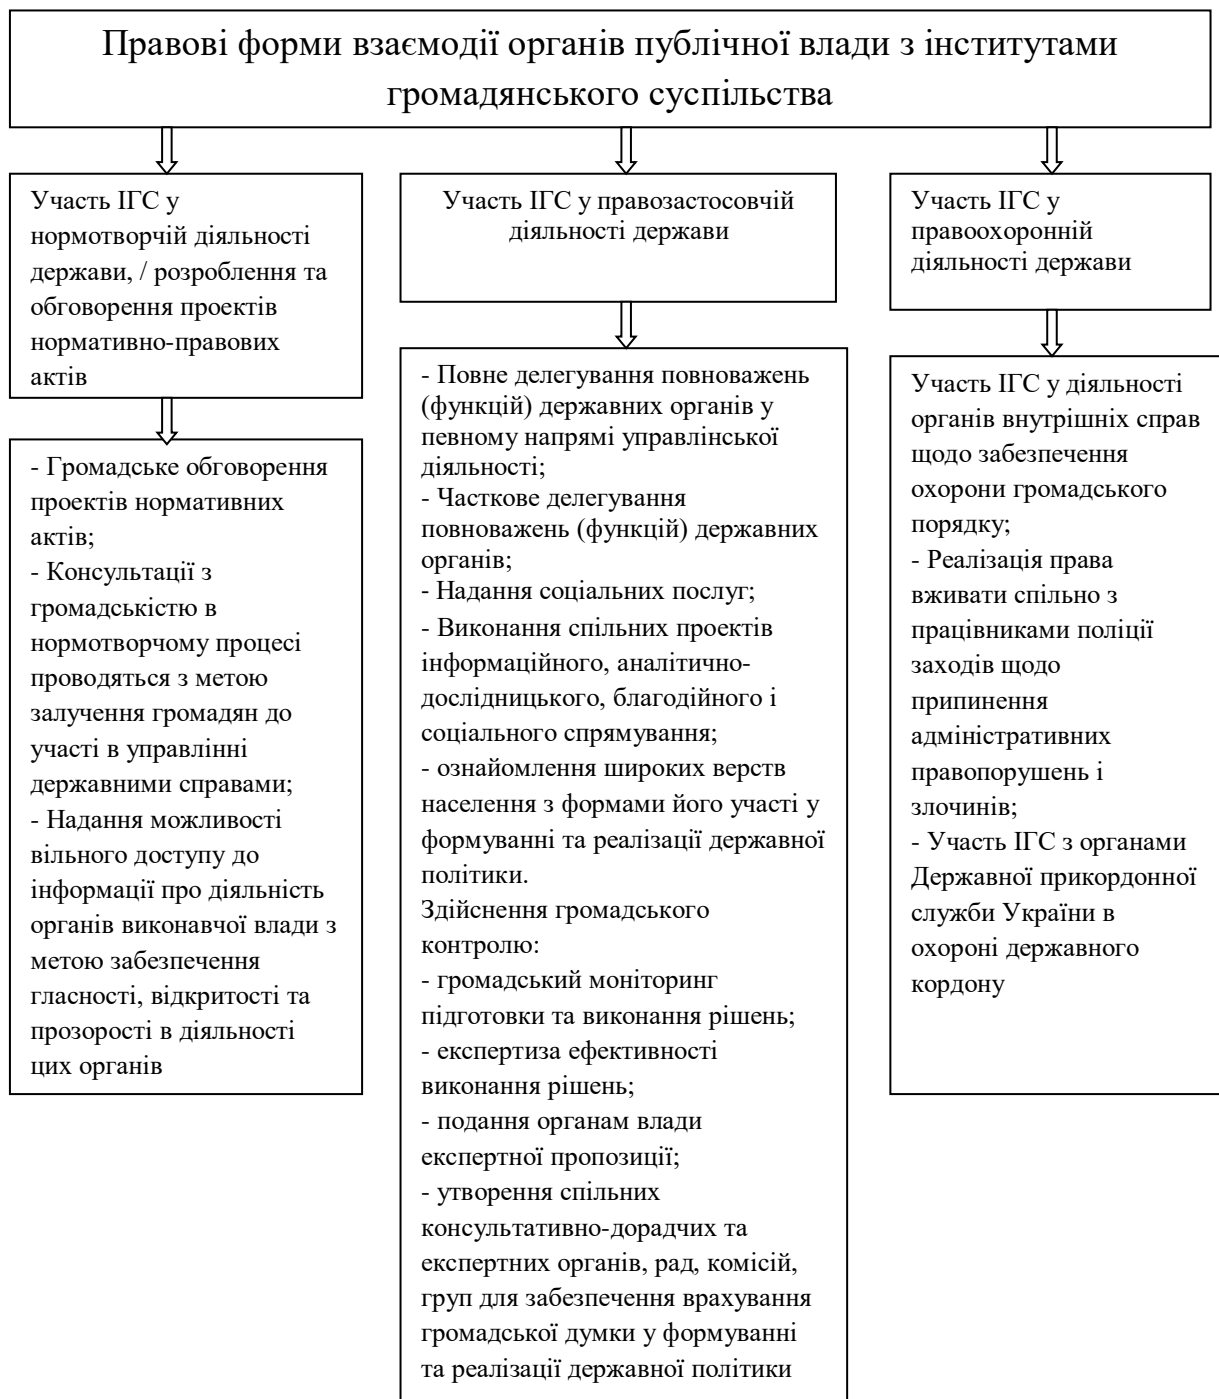 Правові форми взаємодії органів публічної влади з інститутами
громадянського суспільства
Участь ІГС у
нормотворчій діяльності
держави, / розроблення та
обговорення проектів
нормативно-правових
актів
- Громадське обговорення
проектів нормативних
актів;
- Консультації з
громадськістю в
нормотворчому процесі
проводяться з метою
залучення громадян до
участі в управлінні
державними справами;
- Надання можливості
вільного доступу до
інформації про діяльність
органів виконавчої влади з
метою забезпечення
гласності, відкритості та
прозорості в діяльності
цих органів
Участь ІГС у правозастосовчій
діяльності держави
- Повне делегування повноважень
(функцій) державних органів у
певному напрямі управлінської
діяльності;
- Часткове делегування
повноважень (функцій) державних
органів;
- Надання соціальних послуг;
- Виконання спільних проектів
інформаційного, аналітично-
дослідницького, благодійного і
соціального спрямування;
- ознайомлення широких верств
населення з формами його участі у
формуванні та реалізації державної
політики.
Здійснення громадського
контролю:
- громадський моніторинг
підготовки та виконання рішень;
- експертиза ефективності
виконання рішень;
- подання органам влади
експертної пропозиції;
- утворення спільних
консультативно-дорадчих та
експертних органів, рад, комісій,
груп для забезпечення врахування
громадської думки у формуванні
та реалізації державної політики
Участь ІГС у
правоохоронній
діяльності держави
Участь ІГС у діяльності
органів внутрішніх справ
щодо забезпечення
охорони громадського
порядку;
- Реалізація права
вживати спільно з
працівниками поліції
заходів щодо
припинення
адміністративних
правопорушень і
злочинів;
- Участь ІГС з органами
Державної прикордонної
служби України в
охороні державного
кордону